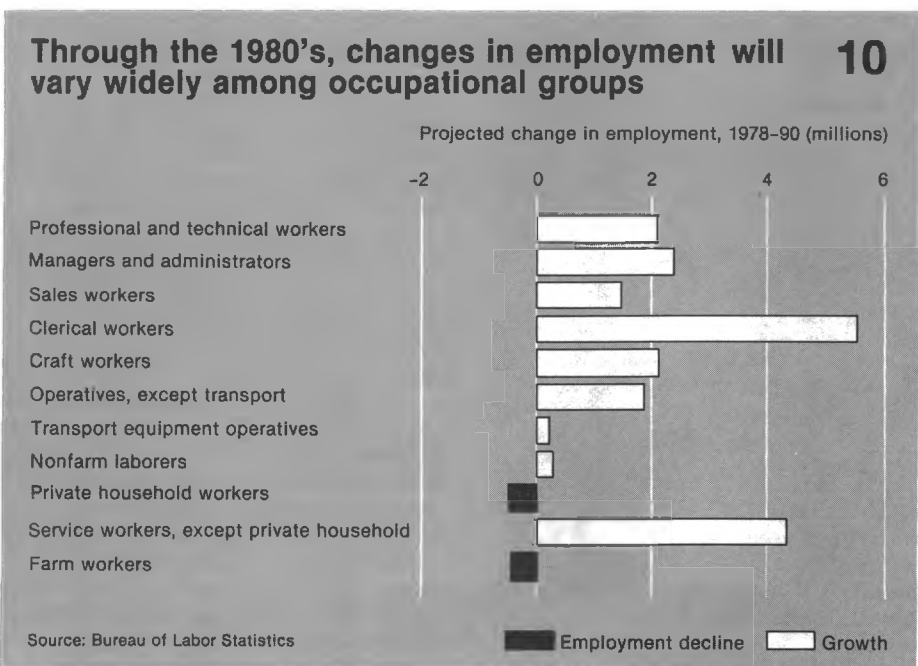 Through the 1980's, changes in employment will
vary widely among occupational groups
10
Projected change in employment, 1978-90 (millions)
-2 0 2 4 6
Professional and technical workers
Managers and administrators
Sales workers
Clerical workers
Craft workers
Operatives, except transport
Transport equipment operatives
Nonfarm laborers
Private household workers
Service workers, except private household
Farm workers
Source: Bureau of Labor Statistics
Employment decline
Growth